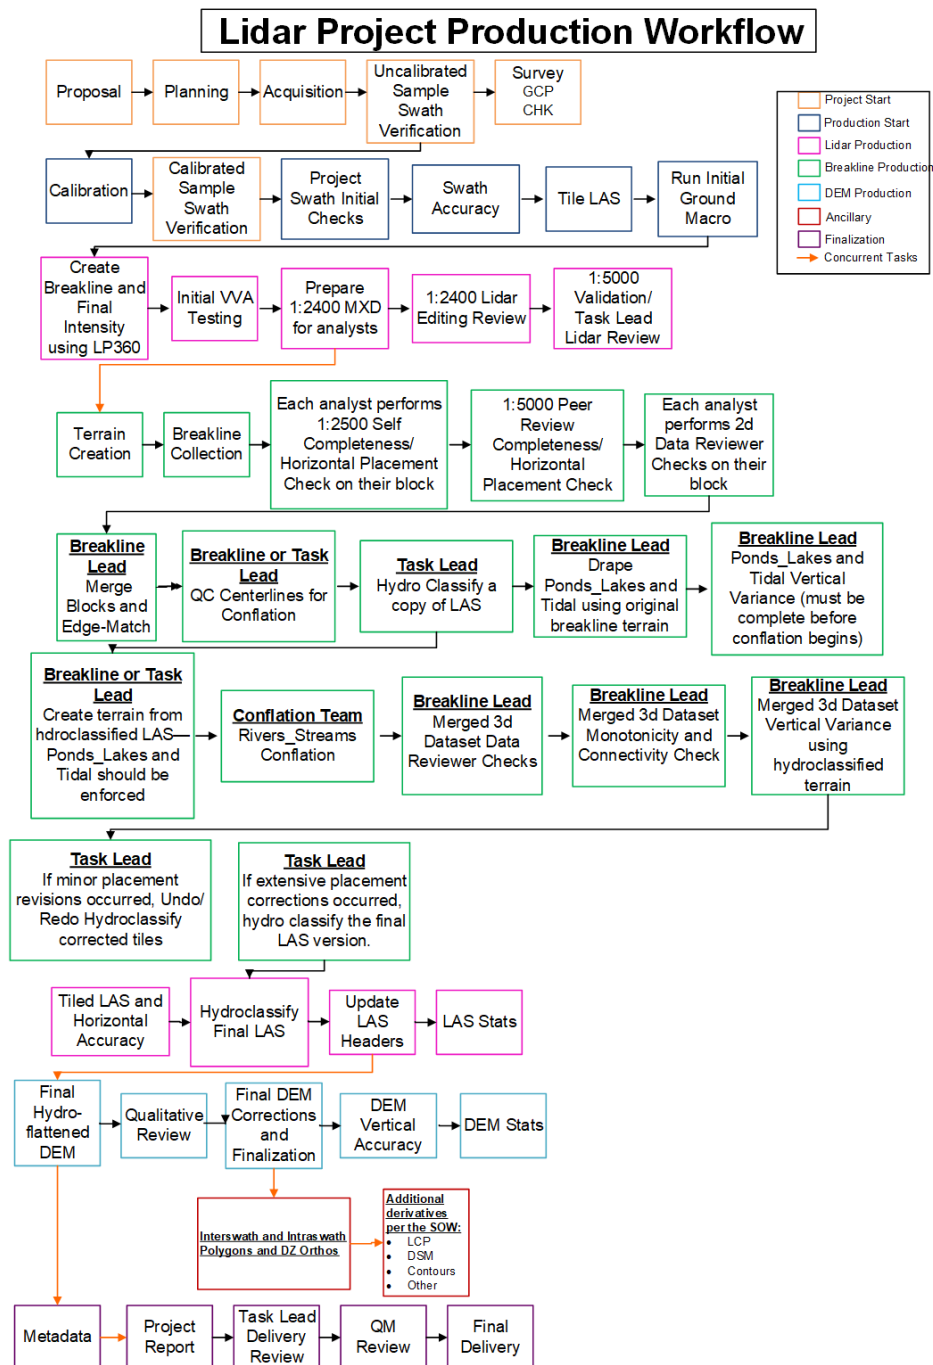 Lidar Project Production Workflow
Proposal
Planning
Acquisition
Uncalibrated
Sample
Swath
Verification
Survey
GCP
CHK
Project Start
Production Start
Lidar Production
Breakline Production
DEM Production
Ancillary
Finalization
Concurrent Tasks
Calibration
Calibrated
Sample
Swath
Verification
Project
Swath Initial
Checks
Swath
Accuracy
Tile LAS
Run Initial
Ground
Macro
Create
Breakline and
Final
Intensity
using LP360
Initial VVA
Testing
Prepare
1:2400 MXD
for analysts
1:2400 Lidar
Editing Review
1:5000
Validation/
Task Lead
Lidar Review
Terrain
Creation
Breakline
Collection
Each analyst performs
1:2500 Self
Completeness/
Horizontal Placement
Check on their block
1:5000 Peer
Review
Completeness/
Horizontal
Placement Check
Each analyst
performs 2d
Data Reviewer
Checks on their
block
Breakline
Lead
Merge
Blocks and
Edge-Match
Breakline or Task
Lead
QC Centerlines for
Conflation
Task Lead
Hydro Classify a
copy of LAS
Breakline Lead
Drape
Ponds_Lakes and
Tidal using original
breakline terrain
Breakline Lead
Ponds_Lakes and
Tidal Vertical
Variance (must be
complete before
conflation begins)
Breakline or Task
Lead
Create terrain from
hdroclassified LAS
Ponds_Lakes and
Tidal should be
enforced
Conflation Team
Rivers_Streams
Conflation
Breakline Lead
Merged 3d
Dataset Data
Reviewer Checks
Breakline Lead
Merged 3d Dataset
Monotonicity and
Connectivity Check
Breakline Lead
Merged 3d Dataset
Vertical Variance
using
hydroclassified
terrain
Task Lead
If minor placement
revisions occurred, Undo/
Redo Hydroclassify
corrected tiles
Task Lead
If extensive placement
corrections occurred,
hydro classify the final
LAS version.
Tiled LAS and
Horizontal
Accuracy
Hydroclassify
Final LAS
Update
LAS
Headers
LAS Stats
Final
Hydro-
flattened
DEM
Qualitative
Review
Final DEM
Corrections
and
Finalization
DEM
Vertical
Accuracy
DEM Stats
Interswath and Intraswath
Polygons and DZ Orthos
Additional
derivatives
per the SOW:
• LCP
• DSM
• Contours
• Other
Metadata
Project
Report
Task Lead
Delivery
Review
QM
Review
Final
Delivery